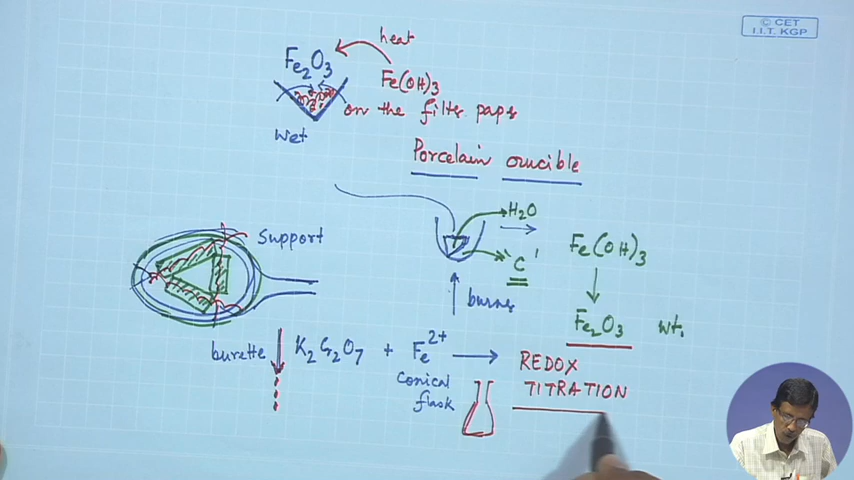 © CET
I.I.T. KGP
heat
Fe2O3
Fe(OH)3
on the filter paper
Wet
Porcelain crucible
H2O
Fe(OH)3
'C'
Support
burns
Fe2O3 wt.
burette K2Cr2O7 + Fe2+
REDOX
TITRATION
conical
flask